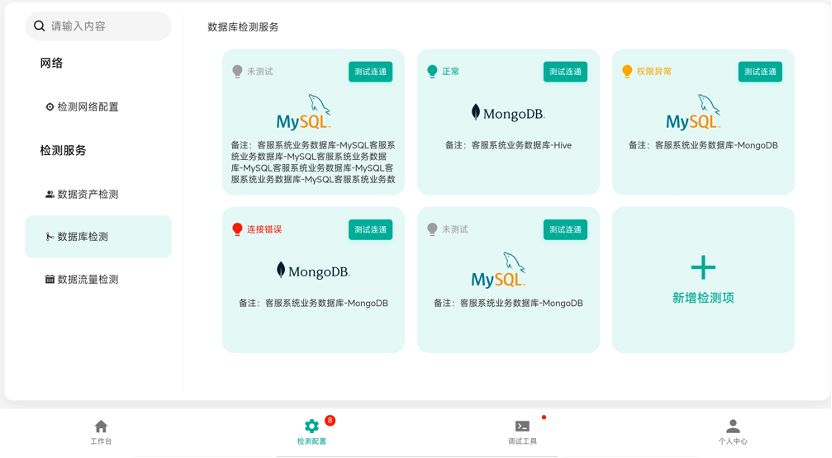 请输入内容
网络
检测网络配置
检测服务
数据资产检测
数据库检测
数据流量检测
数据库检测服务
未测试
测试连通
MySQL
备注：客服系统业务数据库-MySQL客服系
统业务数据库-MySQL客服系统业务数据
库-MySQL客服系统业务数据库-MySQL客
服系统业务数据库-MySQL客服系统业务数
正常
测试连通
MongoDB.
备注：客服系统业务数据库-Hive
权限异常
测试连通
MySQL
备注：客服系统业务数据库-MongoDB
连接错误
测试连通
MongoDB.
备注：客服系统业务数据库-MongoDB
未测试
测试连通
MySQL
备注：客服系统业务数据库-MongoDB
新增检测项
工作台
8
检测配置
调试工具
个人中心